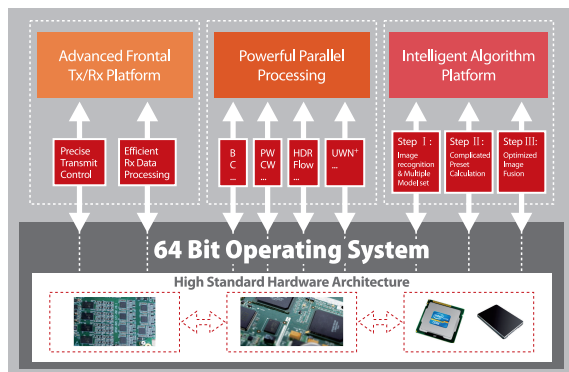 Advanced Frontal
Tx/Rx Platform
Powerful Parallel
Processing
Intelligent Algorithm
Platform
Precise
Transmit
Control
Efficient
Rx Data
Processing
B
C
...
PW
CW
...
HDR
Flow
...
UWN+
...
Step Ⅰ:
Image
recognition
& Multiple
Model set
Step Ⅱ:
Complicated
Preset
Calculation
Step Ⅲ:
Optimized
Image
Fusion
64 Bit Operating System
High Standard Hardware Architecture